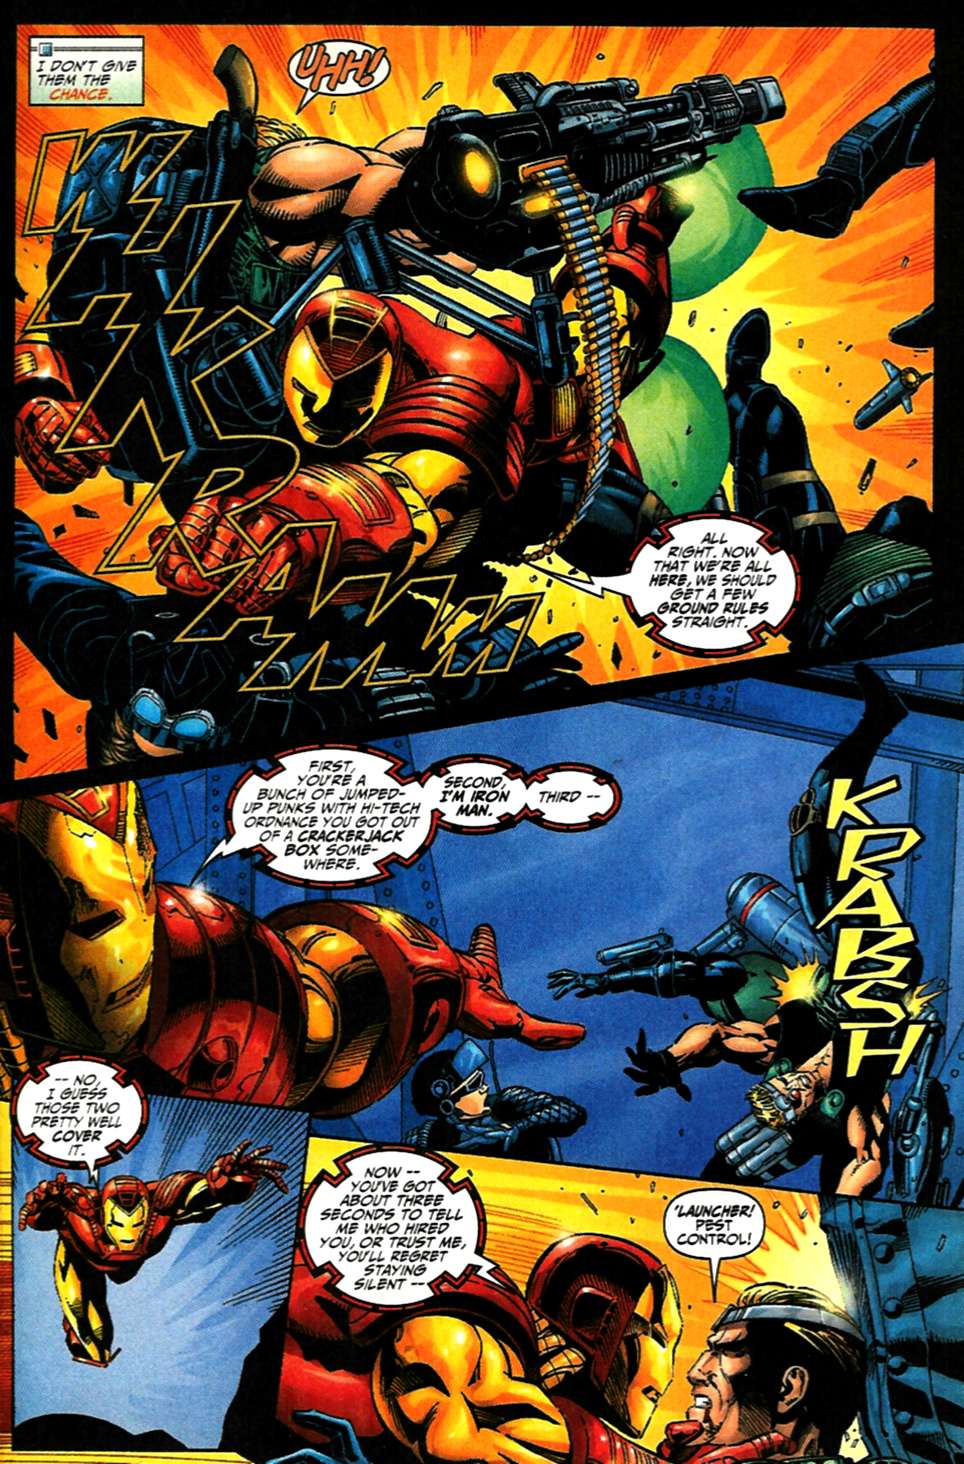 I DON'T GIVE
THEM THE
CHANCE.
UHH!
WHKRAMMM
ALL
RIGHT. NOW
THAT WE'RE ALL
HERE, WE SHOULD
GET A FEW
GROUND RULES
STRAIGHT.
FIRST,
YOU'RE A
BUNCH OF JUMPED-
UP PUNKS WITH HI-TECH
ORDNANCE YOU GOT OUT
OF A CRACKERJACK
BOX SOME-
WHERE.
SECOND,
I'M IRON
MAN.
THIRD --
KRABSH
-- NO,
I GUESS
THOSE TWO
PRETTY WELL
COVER
IT.
NOW --
YOU'VE GOT
ABOUT THREE
SECONDS TO TELL
ME WHO HIRED
YOU, OR TRUST ME,
YOU'LL REGRET
STAYING
SILENT --
'LAUNCHER!
PEST
CONTROL!